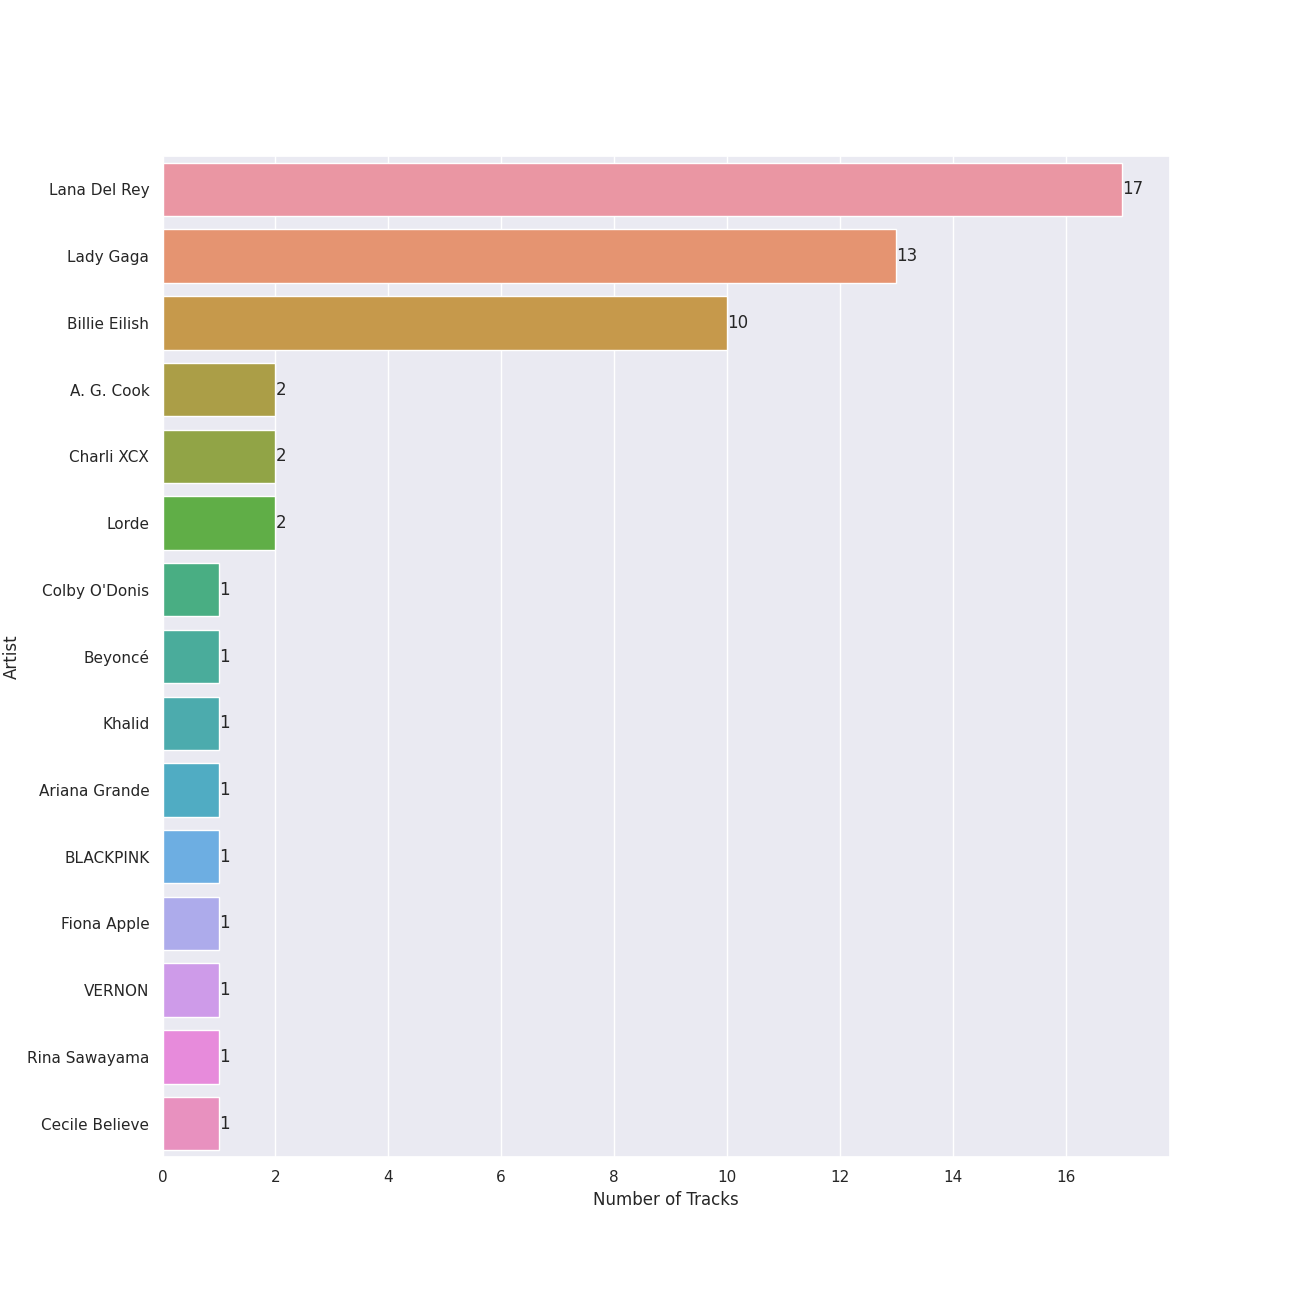 Lana Del Rey 17
Lady Gaga 13
Billie Eilish 10
A. G. Cook 2
Charli XCX 2
Lorde 2
Colby O'Donis 1
Beyoncé 1
Khalid 1
Ariana Grande 1
BLACKPINK 1
Fiona Apple 1
VERNON 1
Rina Sawayama 1
Cecile Believe 1
Artist
0 2 4 6 8 10 12 14 16
Number of Tracks